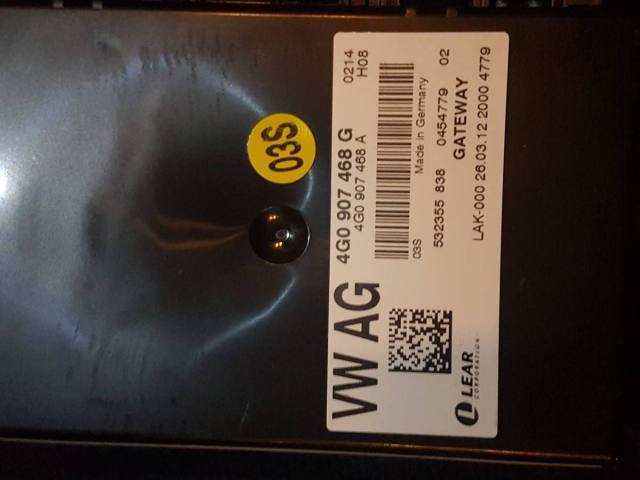 03S
VW AG
4G0 907 468 G
4G0 907 468 A
0214
H08
03S
Made in Germany
532355 838 0454779 02
GATEWAY
LAK-000 26.03.12 2000 4779
LEAR
CORPORATION